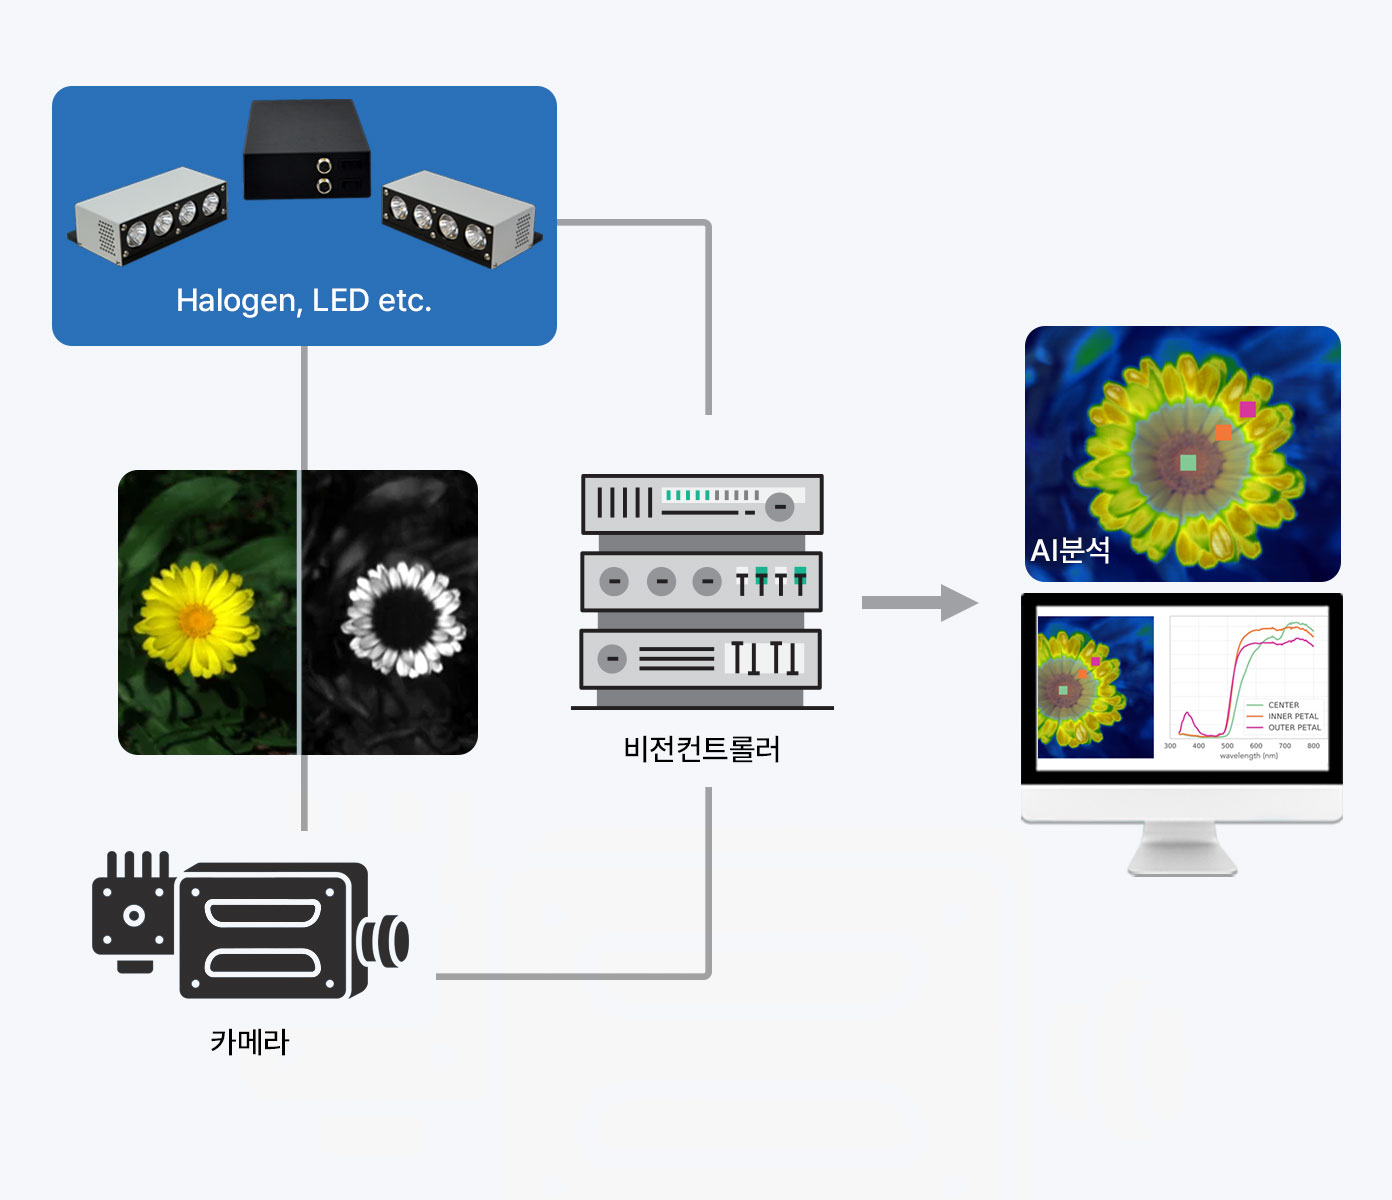 Halogen, LED etc.
AI분석
비전컨트롤러
CENTER
INNER PETAL
OUTER PETAL
300 400 500 600 700 800
wavelength (nm)
카메라